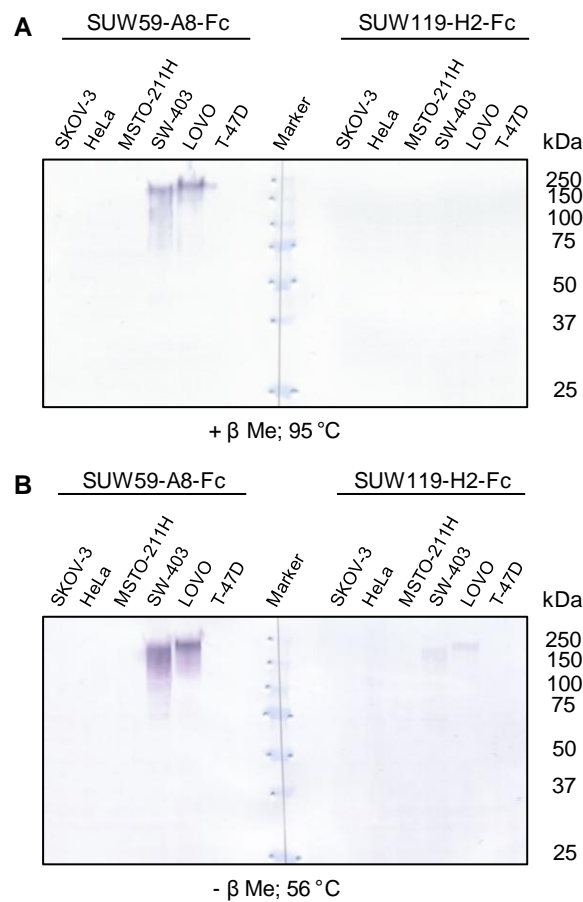 A
SUW59-A8-Fc SUW119-H2-Fc
SKOV-3 HeLa MSTO-211H SW-403 LOVO T-47D Marker SKOV-3 HeLa MSTO-211H SW-403 LOVO T-47D
kDa
250
150
100
75
50
37
25
+ β Me; 95 °C
B
SUW59-A8-Fc SUW119-H2-Fc
SKOV-3 HeLa MSTO-211H SW-403 LOVO T-47D Marker SKOV-3 HeLa MSTO-211H SW-403 LOVO T-47D
kDa
250
150
100
75
50
37
25
- β Me; 56 °C